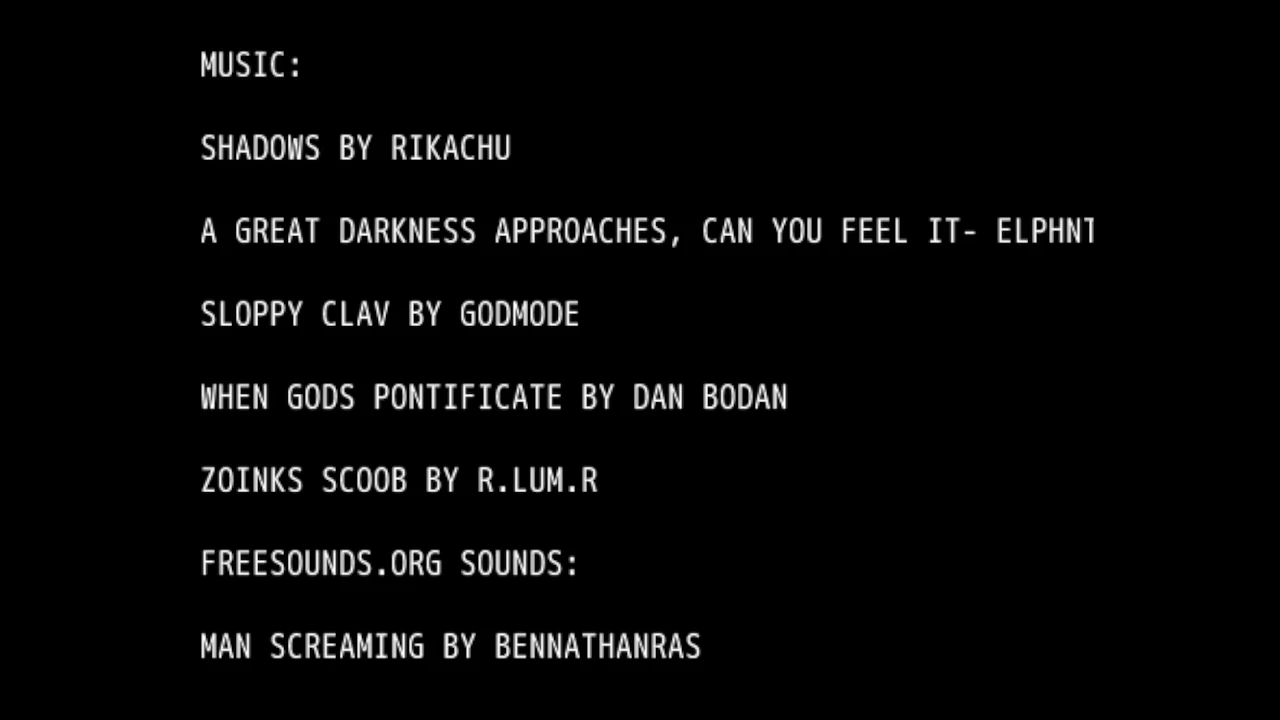 MUSIC:
SHADOWS BY RIKACHU
A GREAT DARKNESS APPROACHES, CAN YOU FEEL IT- ELPHNT
SLOPPY CLAV BY GODMODE
WHEN GODS PONTIFICATE BY DAN BODAN
ZOINKS SCOOB BY R.LUM.R
FREESOUNDS.ORG SOUNDS:
MAN SCREAMING BY BENNATHANRAS